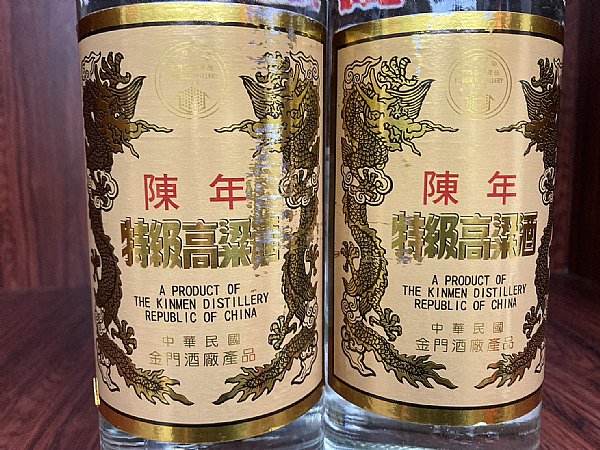 陳年
特級高粱酒
A PRODUCT OF
THE KINMEN DISTILLERY
REPUBLIC OF CHINA
中華民國
金門酒廠產品
陳年
特級高粱酒
A PRODUCT OF
THE KINMEN DISTILLERY
REPUBLIC OF CHINA
中華民國
金門酒廠產品